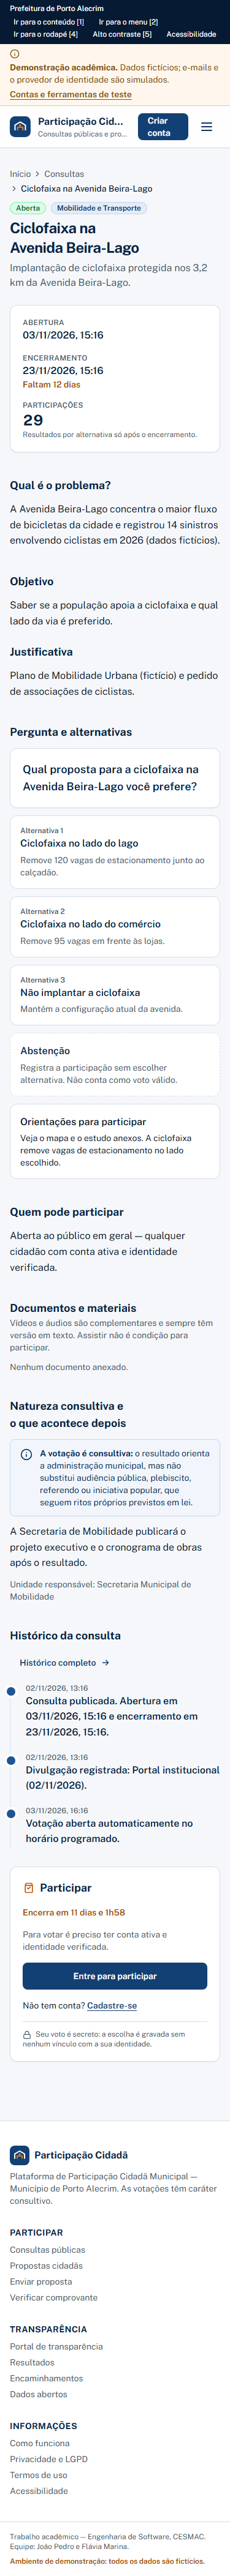 Prefeitura de Porto Alecrim
Ir para o conteúdo [1] Ir para o menu [2]
Ir para o rodapé [4] Alto contraste [5] Acessibilidade
Demonstração acadêmica. Dados fictícios; e-mails e
o provedor de identidade são simulados.
Contas e ferramentas de teste
Participação Cid...
Consultas públicas e pro...
Criar
conta
Início > Consultas
> Ciclofaixa na Avenida Beira-Lago
Aberta Mobilidade e Transporte
Ciclofaixa na
Avenida Beira-Lago
Implantação de ciclofaixa protegida nos 3,2
km da Avenida Beira-Lago.
ABERTURA
03/11/2026, 15:16
ENCERRAMENTO
23/11/2026, 15:16
Faltam 12 dias
PARTICIPAÇÕES
29
Resultados por alternativa só após o encerramento.
Qual é o problema?
A Avenida Beira-Lago concentra o maior fluxo
de bicicletas da cidade e registrou 14 sinistros
envolvendo ciclistas em 2026 (dados fictícios).
Objetivo
Saber se a população apoia a ciclofaixa e qual
lado da via é preferido.
Justificativa
Plano de Mobilidade Urbana (fictício) e pedido
de associações de ciclistas.
Pergunta e alternativas
Qual proposta para a ciclofaixa na
Avenida Beira-Lago você prefere?
Alternativa 1
Ciclofaixa no lado do lago
Remove 120 vagas de estacionamento junto ao
calçadão.
Alternativa 2
Ciclofaixa no lado do comércio
Remove 95 vagas em frente às lojas.
Alternativa 3
Não implantar a ciclofaixa
Mantém a configuração atual da avenida.
Abstenção
Registra a participação sem escolher
alternativa. Não conta como voto válido.
Orientações para participar
Veja o mapa e o estudo anexos. A ciclofaixa
remove vagas de estacionamento no lado
escolhido.
Quem pode participar
Aberta ao público em geral — qualquer
cidadão com conta ativa e identidade
verificada.
Documentos e materiais
Vídeos e áudios são complementares e sempre têm
versão em texto. Assistir não é condição para
participar.
Nenhum documento anexado.
Natureza consultiva e
o que acontece depois
A votação é consultiva: o resultado orienta
a administração municipal, mas não
substitui audiência pública, plebiscito,
referendo ou iniciativa popular, que
seguem ritos próprios previstos em lei.
A Secretaria de Mobilidade publicará o
projeto executivo e o cronograma de obras
após o resultado.
Unidade responsável: Secretaria Municipal de
Mobilidade
Histórico da consulta
Histórico completo →
02/11/2026, 13:16
Consulta publicada. Abertura em
03/11/2026, 15:16 e encerramento em
23/11/2026, 15:16.
02/11/2026, 13:16
Divulgação registrada: Portal institucional
(02/11/2026).
03/11/2026, 16:16
Votação aberta automaticamente no
horário programado.
Participar
Encerra em 11 dias e 1h58
Para votar é preciso ter conta ativa e
identidade verificada.
Entre para participar
Não tem conta? Cadastre-se
Seu voto é secreto: a escolha é gravada sem
nenhum vínculo com a sua identidade.
Participação Cidadã
Plataforma de Participação Cidadã Municipal —
Município de Porto Alecrim. As votações têm caráter
consultivo.
PARTICIPAR
Consultas públicas
Propostas cidadãs
Enviar proposta
Verificar comprovante
TRANSPARÊNCIA
Portal de transparência
Resultados
Encaminhamentos
Dados abertos
INFORMAÇÕES
Como funciona
Privacidade e LGPD
Termos de uso
Acessibilidade
Trabalho acadêmico — Engenharia de Software, CESMAC.
Equipe: João Pedro e Flávia Marina.
Ambiente de demonstração: todos os dados são fictícios.